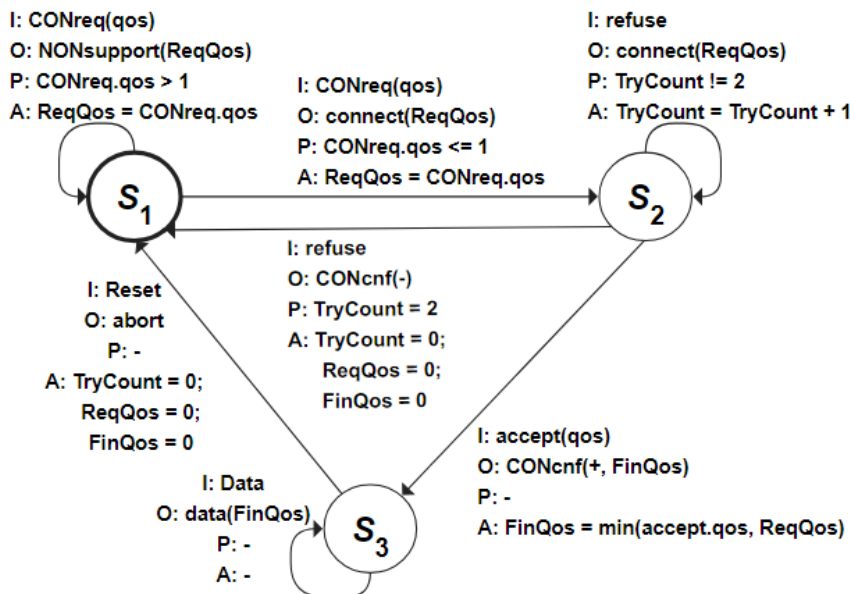 I: CONreq(qos)
O: NONsupport(ReqQos)
P: CONreq.qos > 1
A: ReqQos = CONreq.qos
I: CONreq(qos)
O: connect(ReqQos)
P: CONreq.qos <= 1
A: ReqQos = CONreq.qos
I: refuse
O: connect(ReqQos)
P: TryCount != 2
A: TryCount = TryCount + 1
S1
S2
I: refuse
O: CONcnf(-)
P: TryCount = 2
A: TryCount = 0;
ReqQos = 0;
FinQos = 0
I: Reset
O: abort
P: -
A: TryCount = 0;
ReqQos = 0;
FinQos = 0
I: accept(qos)
O: CONcnf(+, FinQos)
P: -
A: FinQos = min(accept.qos, ReqQos)
I: Data
O: data(FinQos)
P: -
A: -
S3